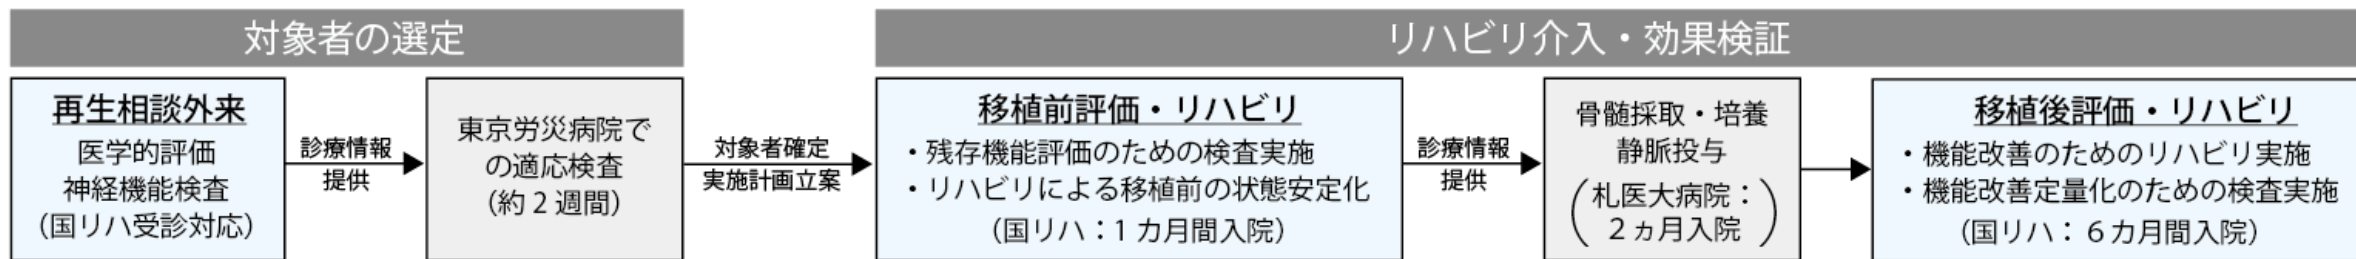 対象者の選定
リハビリ介入・効果検証
再生相談外来
医学的評価
神経機能検査
（国リハ受診対応）
診療情報
提供
東京労災病院で
の適応検査
（約２週間）
対象者確定
実施計画立案
移植前評価・リハビリ
・残存機能評価のための検査実施
・リハビリによる移植前の状態安定化
（国リハ：1 カ月間入院）
診療情報
提供
骨髄採取・培養
静脈投与
（札医大病院：
２ヵ月入院）
移植後評価・リハビリ
・機能改善のためのリハビリ実施
・機能改善定量化のための検査実施
（国リハ： ６カ月間入院）